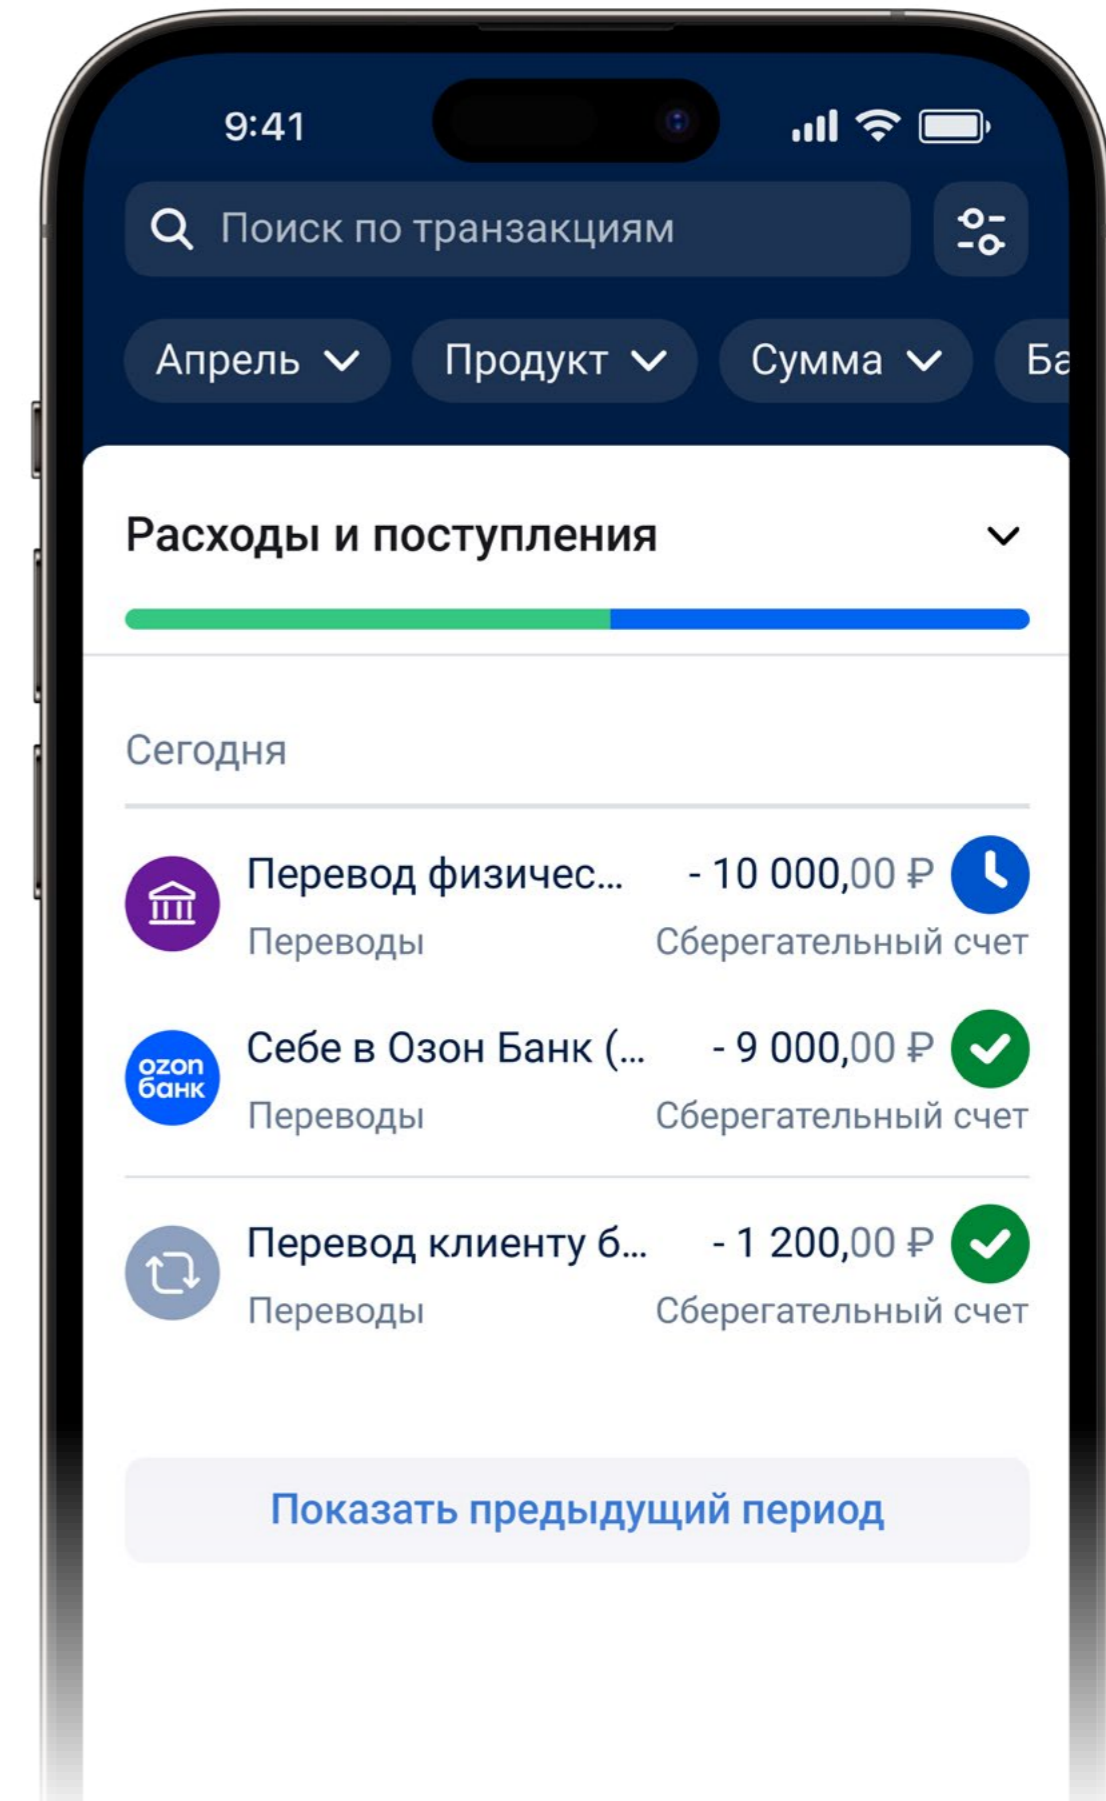 9:41
Поиск по транзакциям
Апрель Продукт Сумма Ба
Расходы и поступления
Сегодня
Перевод физичес... - 10 000,00 ₽
Переводы Сберегательный счет
ozon банк
Себе в Озон Банк (... - 9 000,00 ₽
Переводы Сберегательный счет
Перевод клиенту б... - 1 200,00 ₽
Переводы Сберегательный счет
Показать предыдущий период